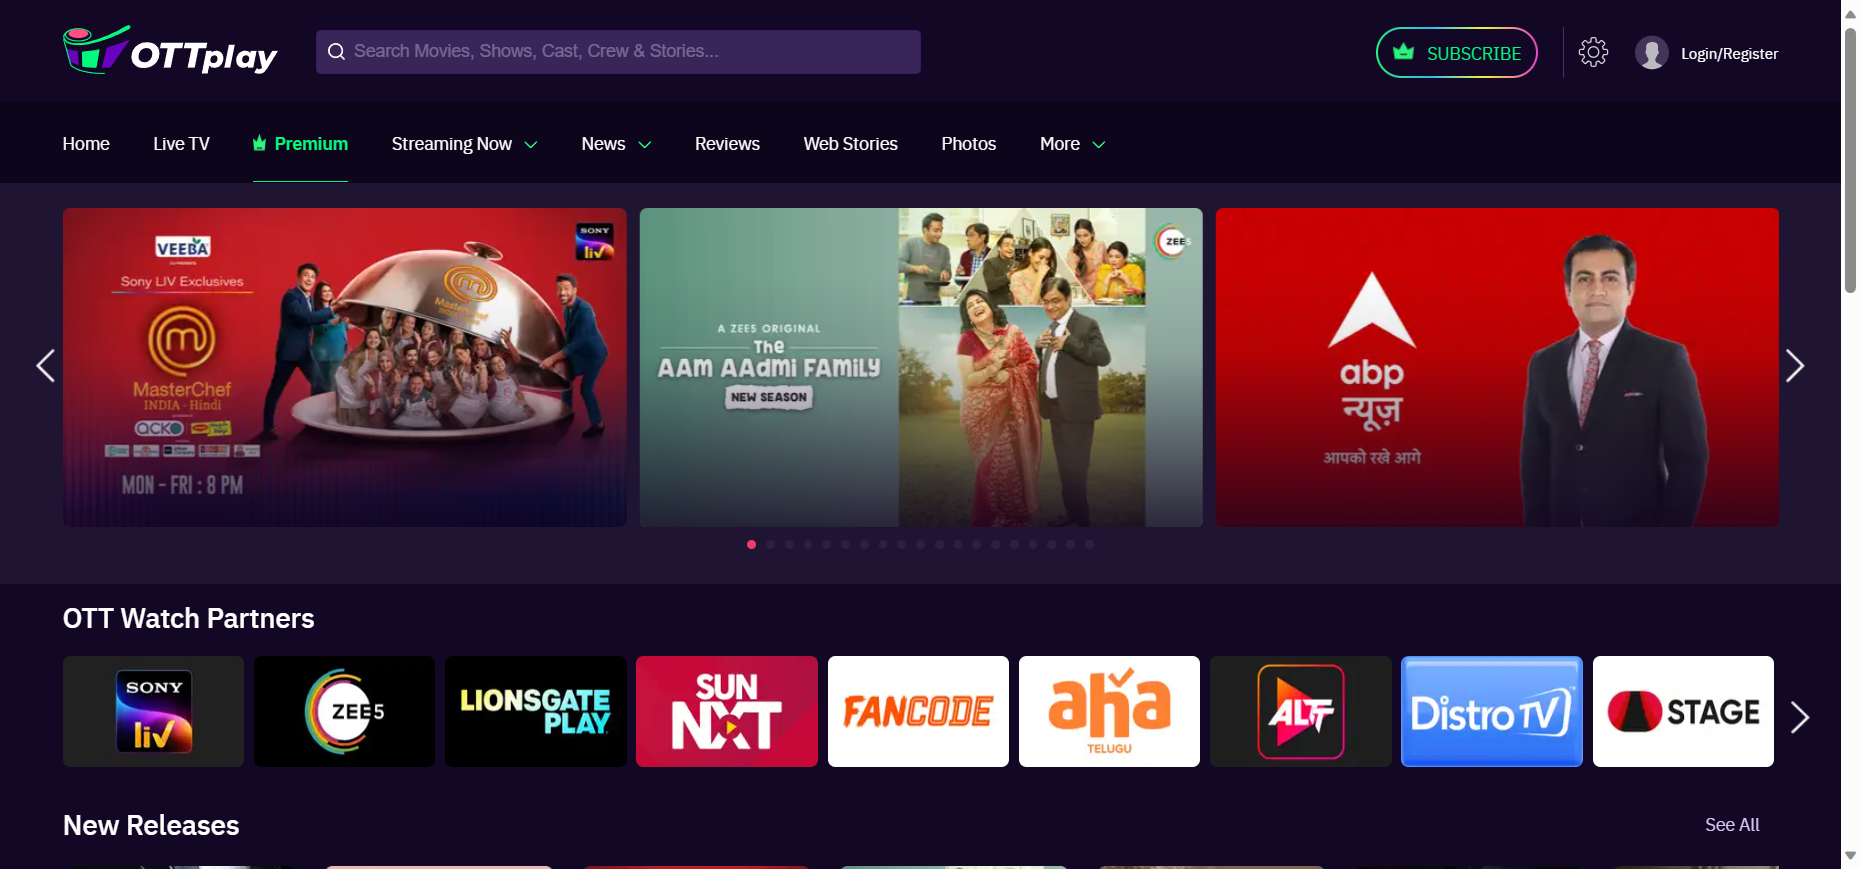 OTTplay
Search Movies, Shows, Cast, Crew & Stories...
SUBSCRIBE
Login/Register
Home
Live TV
Premium
Streaming Now
News
Reviews
Web Stories
Photos
More
VEEBA
Sony LIV Exclusives
MasterChef
INDIA - Hindi
ACKO
MON - FRI : 8 PM
SONY
liv
MasterChef
A ZEE5 ORIGINAL
The
AAM AAdmi FAMILY
NEW SEASON
ZEE5
abp
न्यूज़
आपको रखे आगे
OTT Watch Partners
SONY
liv
ZEE5
LIONSGATE
PLAY
SUN
NXT
FANCODE
aha
TELUGU
ALTT
DistroTV
STAGE
New Releases
See All